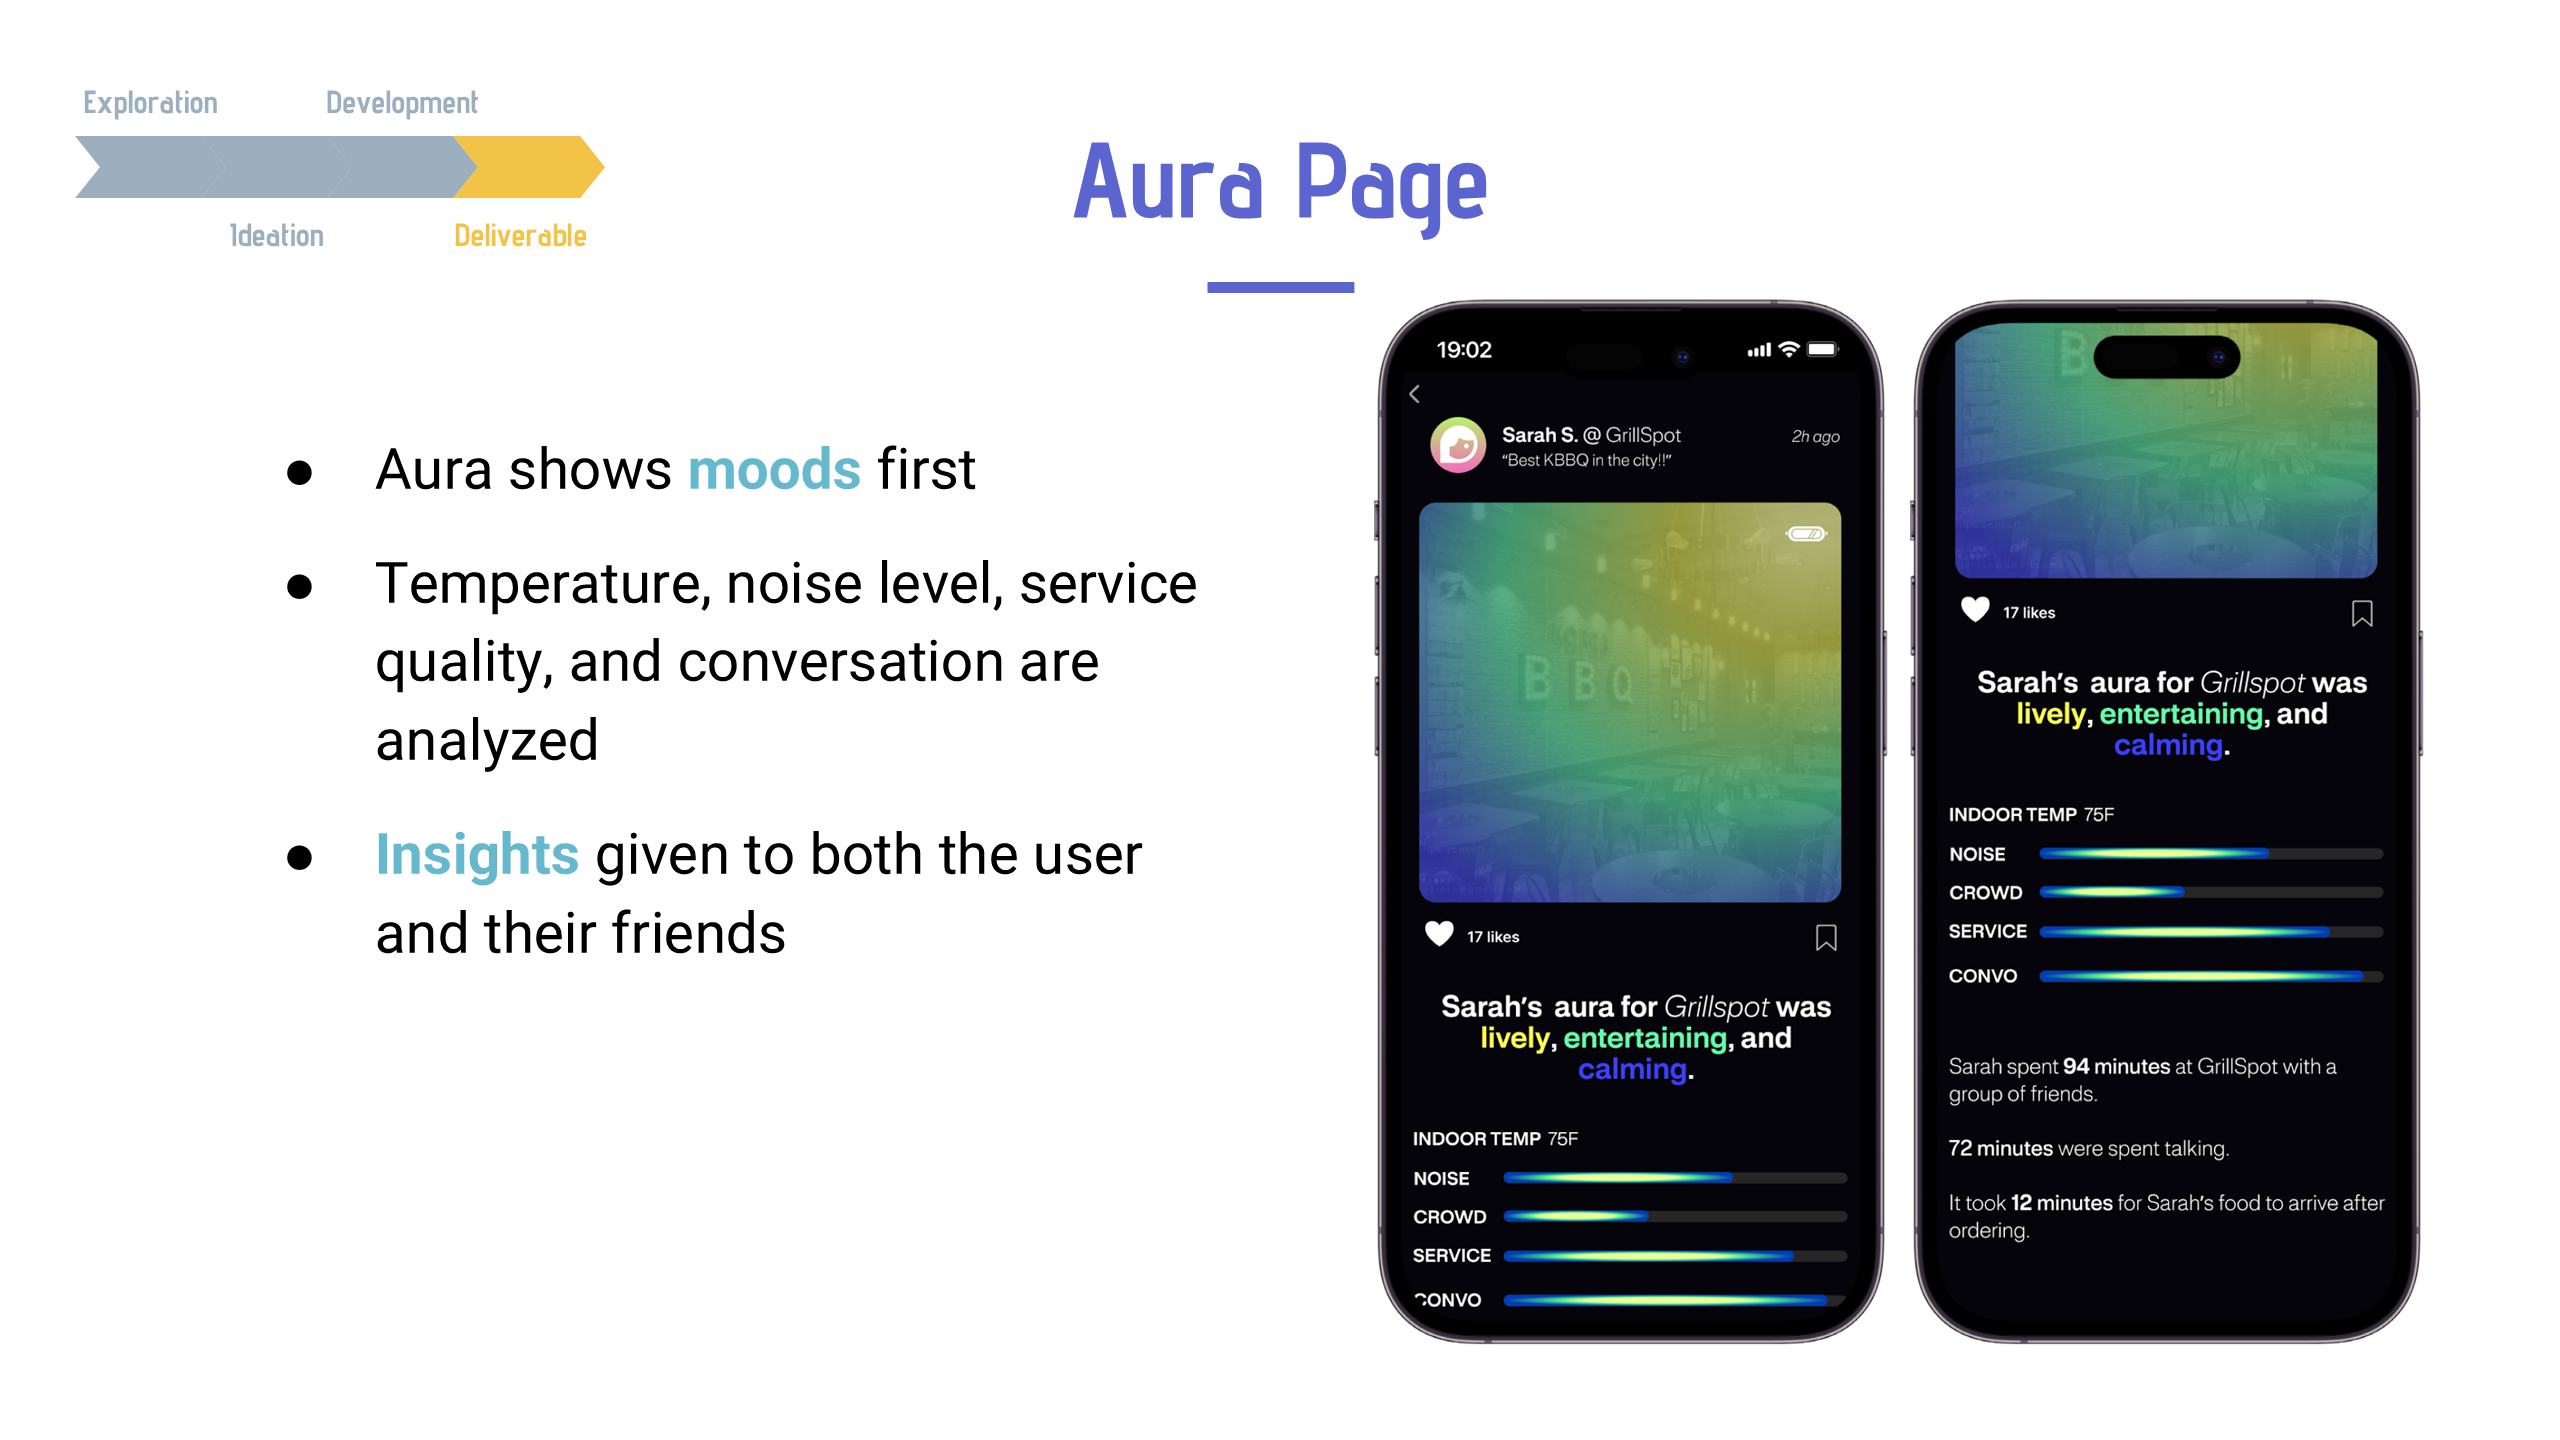 Exploration
Development
Ideation
Deliverable
Aura Page
● Aura shows moods first
● Temperature, noise level, service
quality, and conversation are
analyzed
● Insights given to both the user
and their friends
19:02
Sarah S. @ GrillSpot
2h ago
“Best KBBQ in the city!!”
BBQ
17 likes
Sarah’s aura for Grillspot was
lively, entertaining, and
calming.
INDOOR TEMP 75F
NOISE
CROWD
SERVICE
CONVO
B
17 likes
Sarah’s aura for Grillspot was
lively, entertaining, and
calming.
INDOOR TEMP 75F
NOISE
CROWD
SERVICE
CONVO
Sarah spent 94 minutes at GrillSpot with a
group of friends.
72 minutes were spent talking.
It took 12 minutes for Sarah’s food to arrive after
ordering.